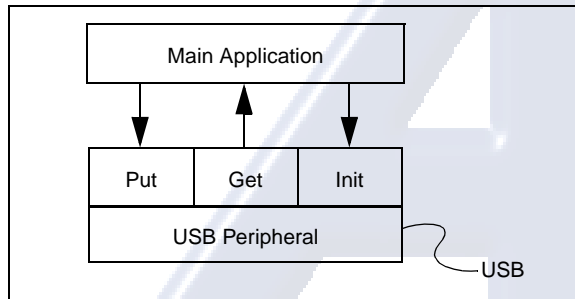 Main Application
Put Get Init
USB Peripheral
USB